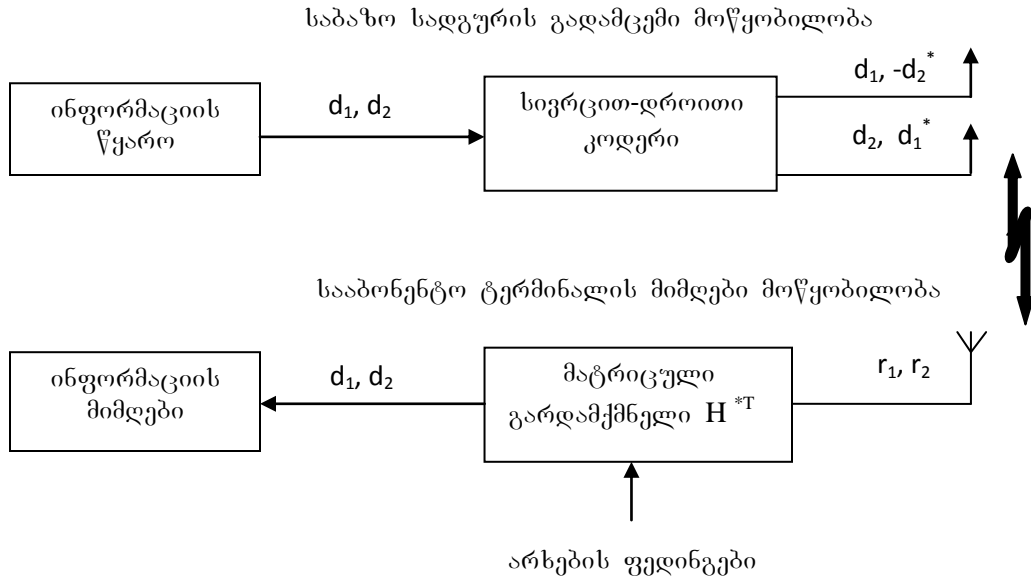 საბაზო სადგურის გადამცემი მოწყობილობა
d₁, -d₂*
ინფორმაციის
წყარო
d₁, d₂
სივრცით-დროითი
კოდერი
d₂, d₁*
სააბონენტო ტერმინალის მიმღები მოწყობილობა
ინფორმაციის
მიმღები
d₁, d₂
მატრიცული
გარდამქმნელი H *T
r₁, r₂
არხების ფედინგები